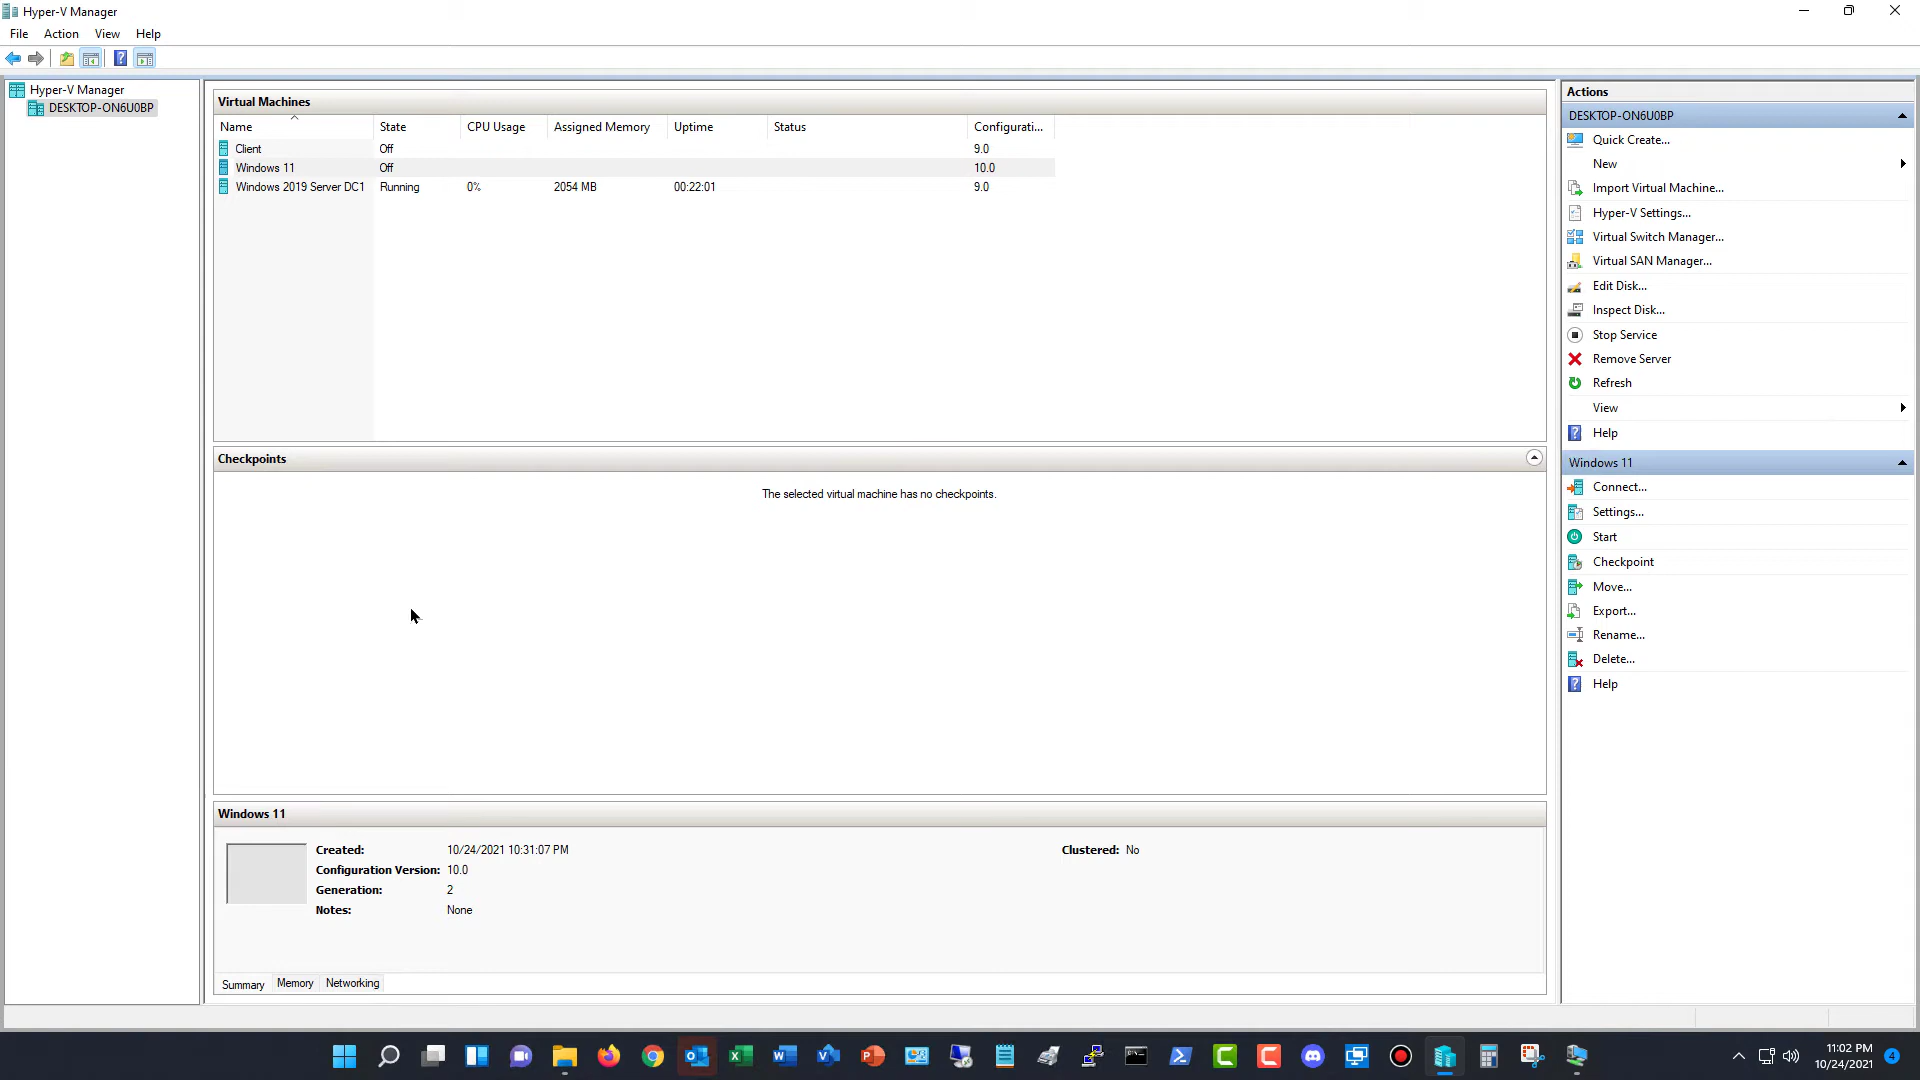 Hyper-V Manager
File Action View Help
Hyper-V Manager
DESKTOP-ON6U0BP
Virtual Machines
Name State CPU Usage Assigned Memory Uptime Status Configurati...
Client Off 9.0
Windows 11 Off 10.0
Windows 2019 Server DC1 Running 0% 2054 MB 00:22:01 9.0
Checkpoints
The selected virtual machine has no checkpoints.
Windows 11
Created: 10/24/2021 10:31:07 PM Clustered: No
Configuration Version: 10.0
Generation: 2
Notes: None
Summary Memory Networking
Actions
DESKTOP-ON6U0BP
Quick Create...
New
Import Virtual Machine...
Hyper-V Settings...
Virtual Switch Manager...
Virtual SAN Manager...
Edit Disk...
Inspect Disk...
Stop Service
Remove Server
Refresh
View
Help
Windows 11
Connect...
Settings...
Start
Checkpoint
Move...
Export...
Rename...
Delete...
Help
11:02 PM
10/24/2021
4